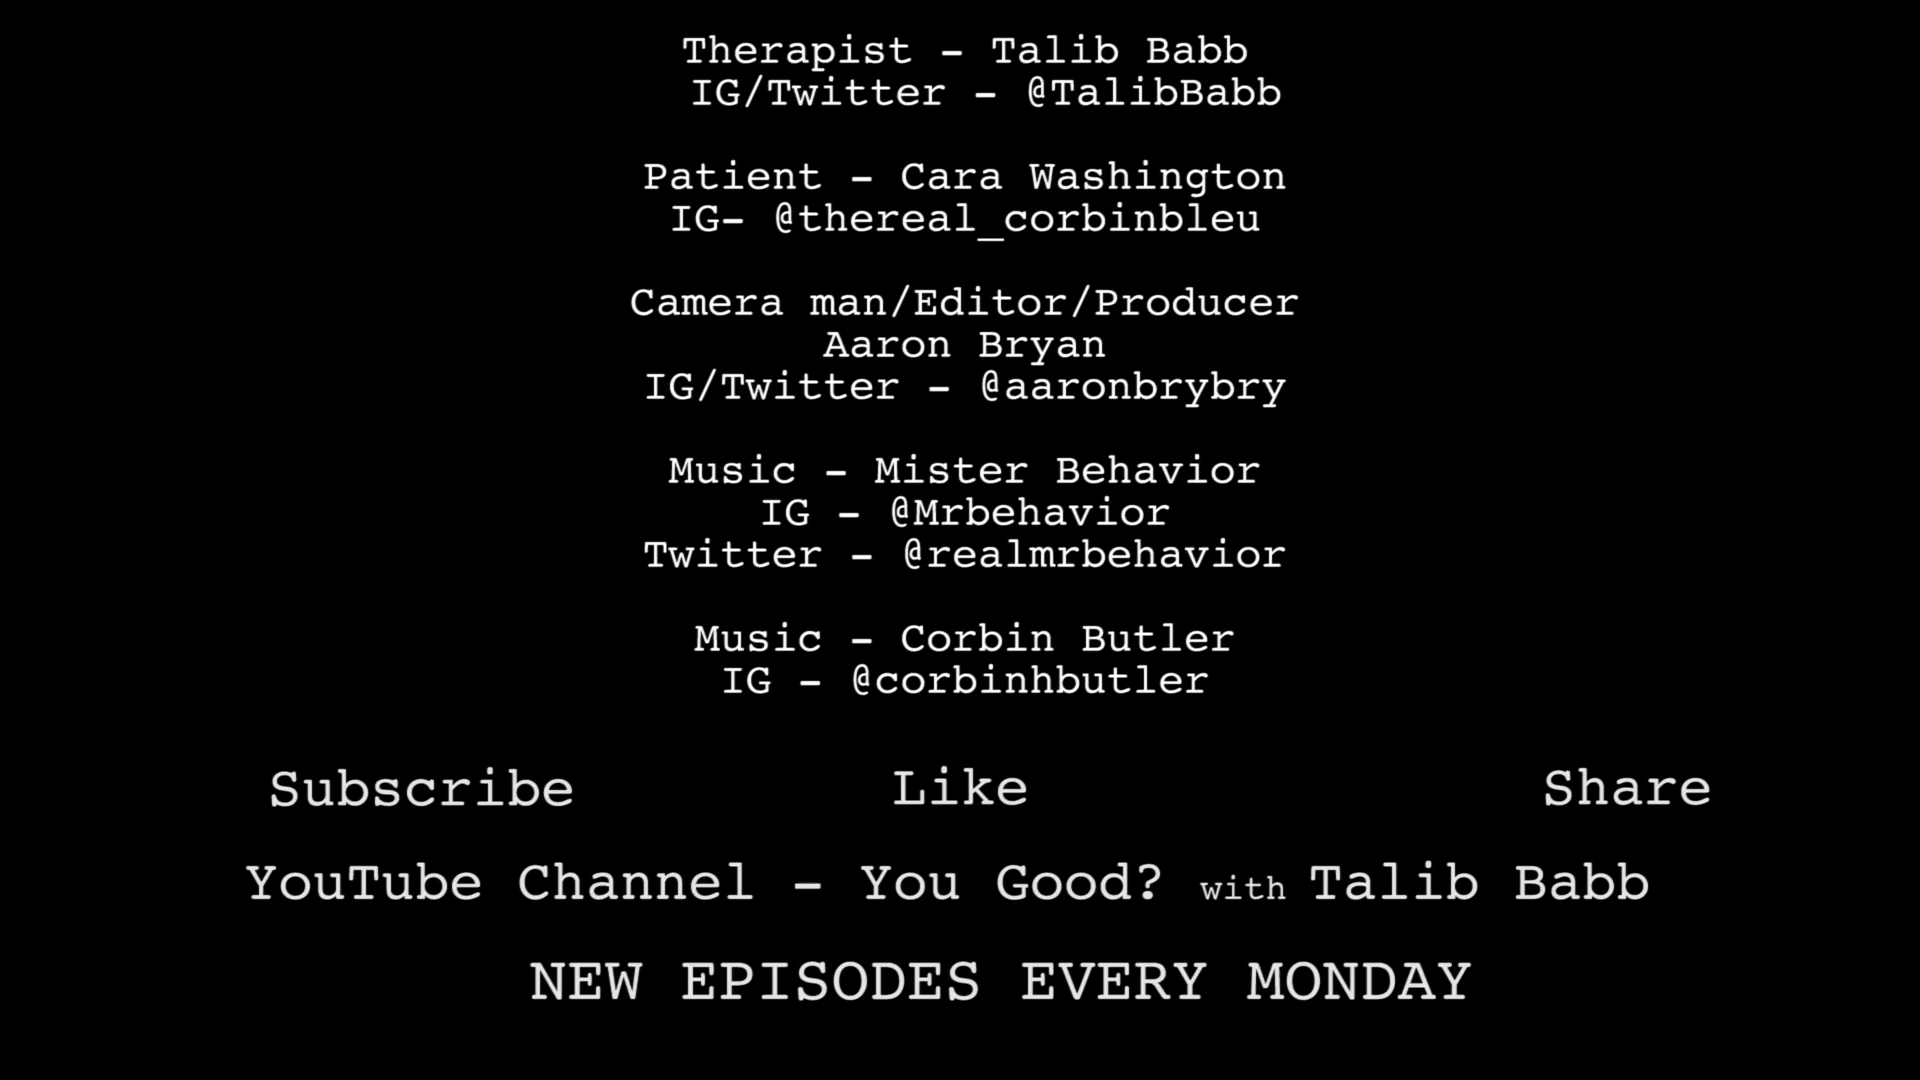 Therapist - Talib Babb
IG/Twitter - @TalibBabb
Patient - Cara Washington
IG- @thereal_corbinbleu
Camera man/Editor/Producer
Aaron Bryan
IG/Twitter - @aaronbrybry
Music - Mister Behavior
IG - @Mrbehavior
Twitter - @realmrbehavior
Music - Corbin Butler
IG - @corbinhbutler
Subscribe Like Share
YouTube Channel - You Good? with Talib Babb
NEW EPISODES EVERY MONDAY